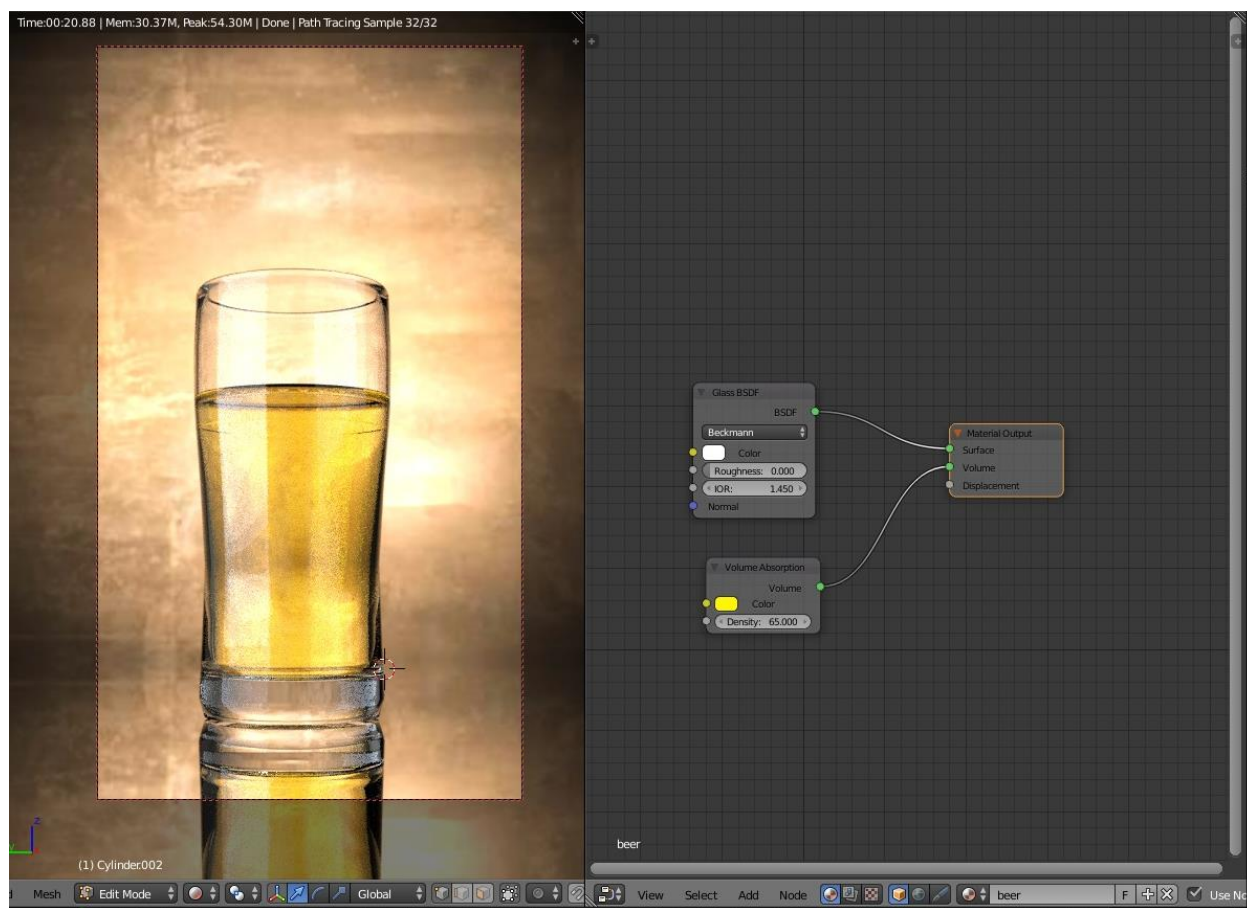 Time:00:20.88 | Mem:30.37M, Peak:54.30M | Done | Path Tracing Sample 32/32
Glass BSDF
BSDF
Beckmann
Color
Roughness: 0.000
IOR: 1.450
Normal
Material Output
Surface
Volume
Displacement
Volume Absorption
Volume
Color
Density: 65.000
z
(1) Cylinder.002
beer
Mesh Edit Mode Global
View Select Add Node beer F Use No